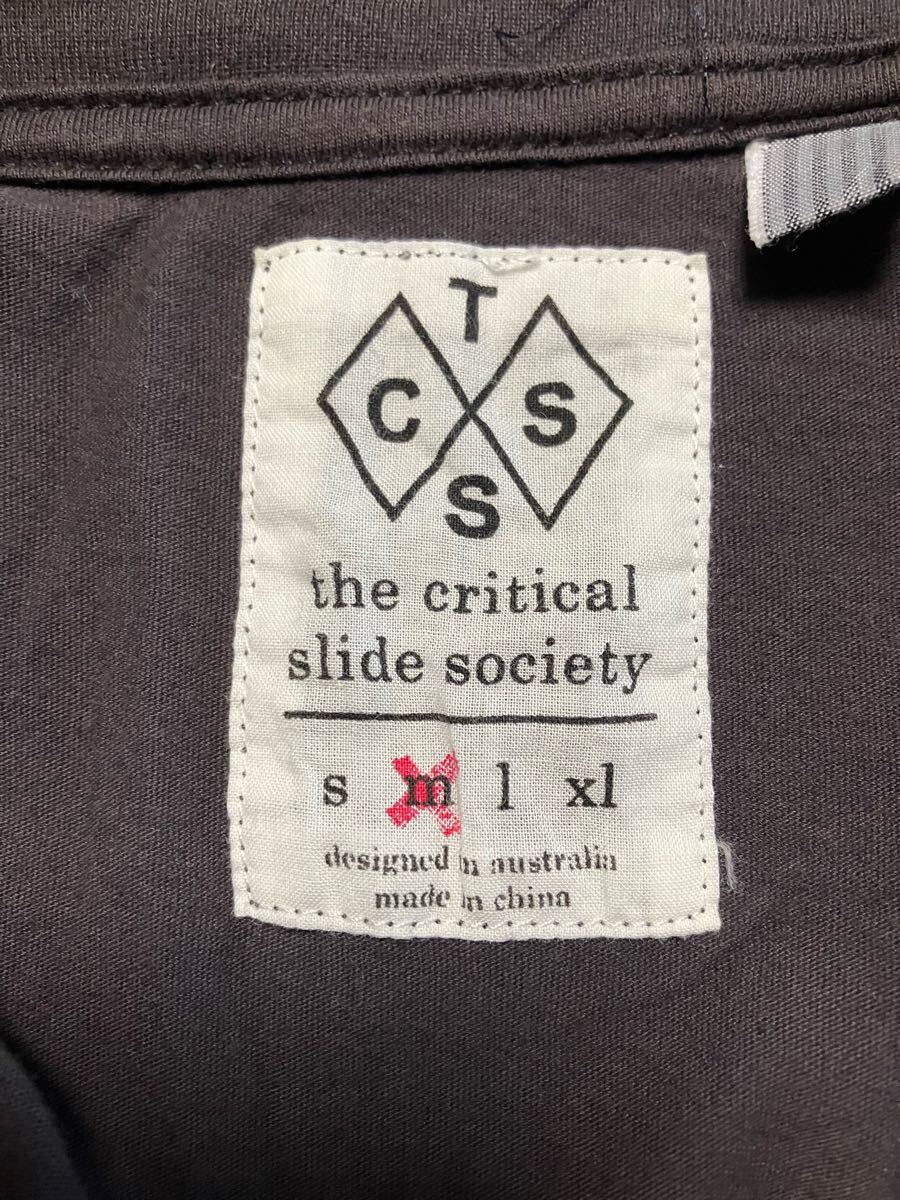 T
C S
S
the critical
slide society
s m l xl
designed in australia
made in china